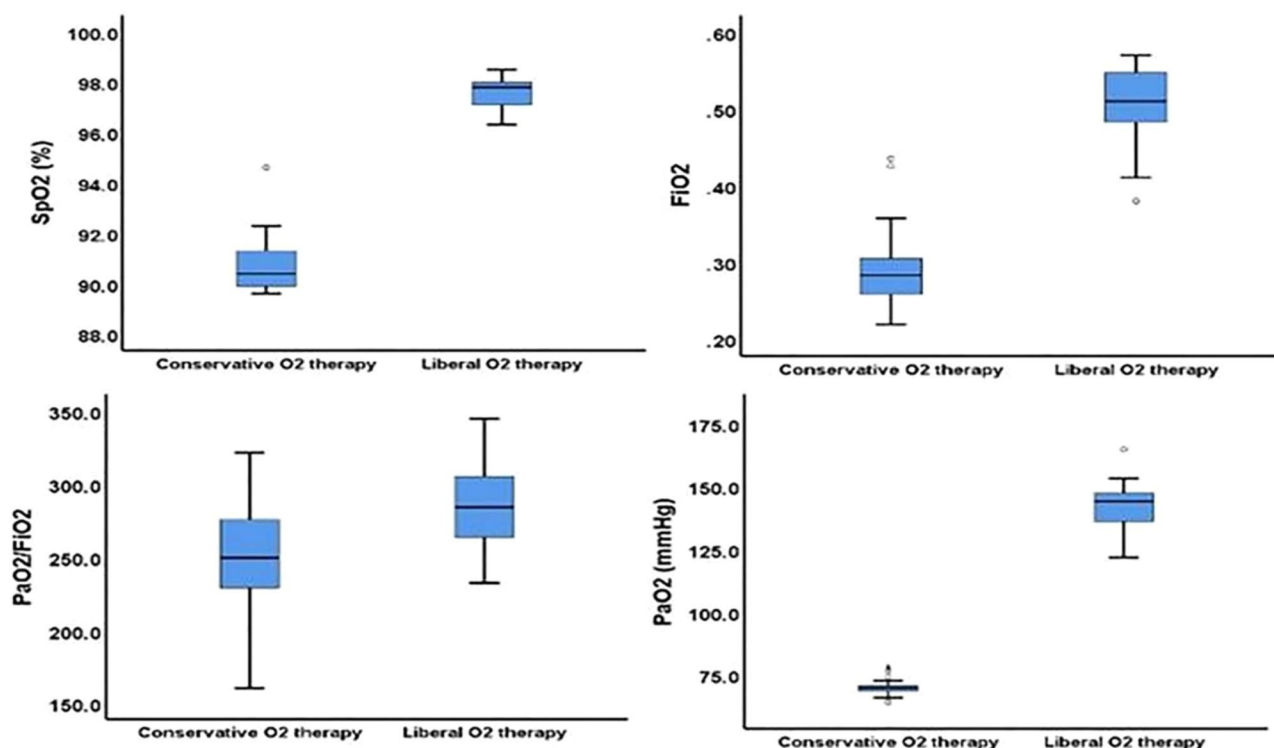 SpO2 (%)
100.0
98.0
96.0
94.0
92.0
90.0
88.0
Conservative O2 therapy
Liberal O2 therapy
FiO2
.60
.50
.40
.30
.20
Conservative O2 therapy
Liberal O2 therapy
PaO2/FiO2
350.0
300.0
250.0
200.0
150.0
Conservative O2 therapy
Liberal O2 therapy
PaO2 (mmHg)
175.0
150.0
125.0
100.0
75.0
Conservative O2 therapy
Liberal O2 therapy